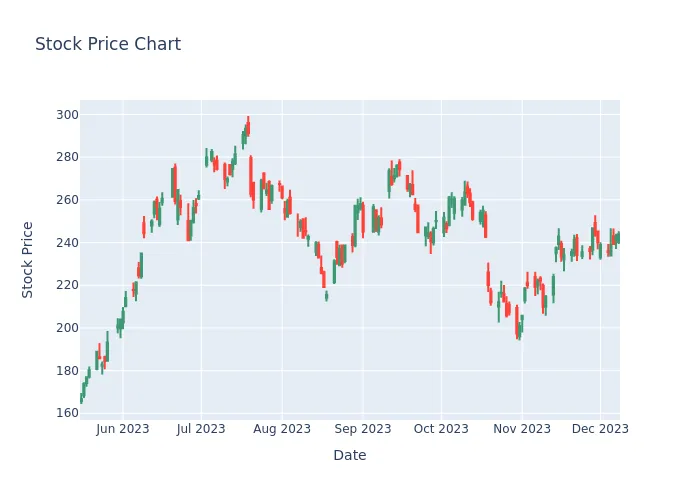 Stock Price Chart
Stock Price
300
280
260
240
220
200
180
160
Jun 2023
Jul 2023
Aug 2023
Sep 2023
Oct 2023
Nov 2023
Dec 2023
Date